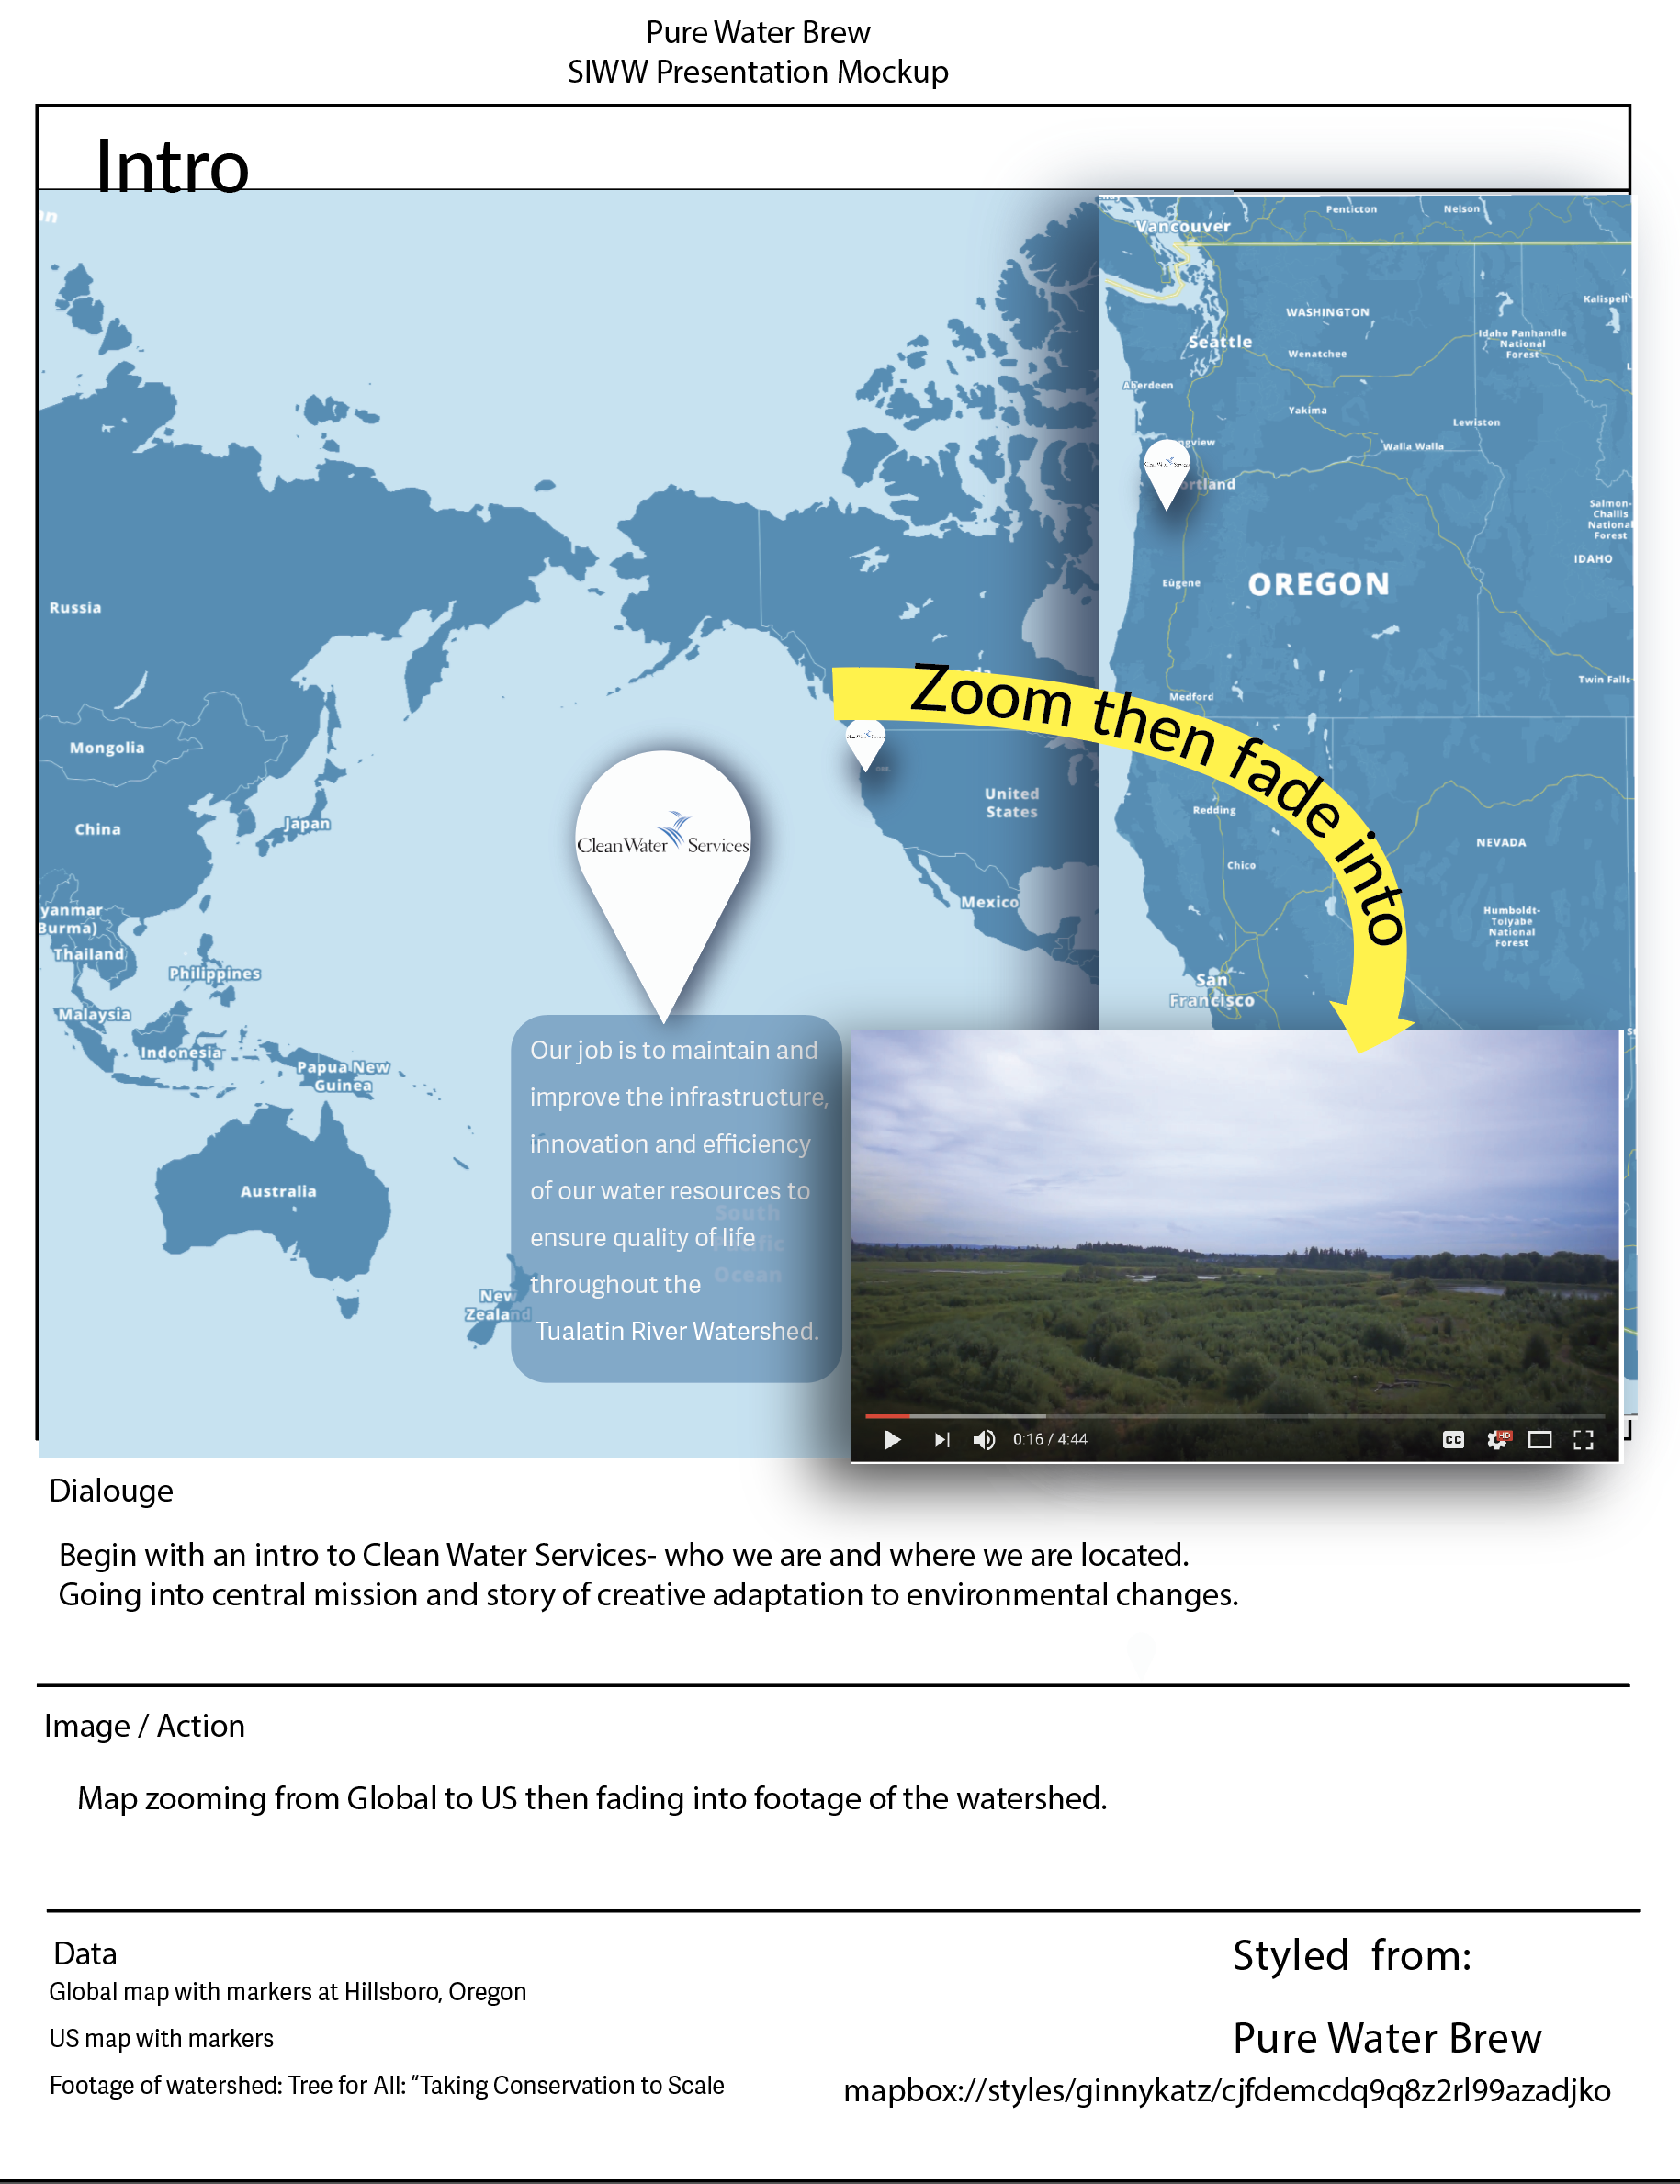 Pure Water Brew
SIWW Presentation Mockup
Intro
Russia
Mongolia
China
Japan
yanmar
Burma)
Thailand
Philippines
Malaysia
Indonesia
Papua New
Guinea
Australia
New
Zealand
United
States
Mexico
South
Pacific
Ocean
CleanWater Services
Our job is to maintain and
improve the infrastructure,
innovation and efficiency
of our water resources to
ensure quality of life
throughout the
Tualatin River Watershed.
Zoom then fade into
Vancouver
Penticton
Nelson
WASHINGTON
Kalispell
Seattle
Idaho Panhandle
National
Forest
Wenatchee
Aberdeen
Yakima
Lewiston
ngview
Walla Walla
rtland
Salmon-
Challis
National
Forest
IDAHO
Eugene
OREGON
Medford
Twin Falls
Redding
NEVADA
Chico
Humboldt-
Toiyabe
National
Forest
San
Francisco
0:16 / 4:44
CC
HD
Dialouge
Begin with an intro to Clean Water Services- who we are and where we are located.
Going into central mission and story of creative adaptation to environmental changes.
Image / Action
Map zooming from Global to US then fading into footage of the watershed.
Data
Global map with markers at Hillsboro, Oregon
US map with markers
Footage of watershed: Tree for All: “Taking Conservation to Scale
Styled from:
Pure Water Brew
mapbox://styles/ginnykatz/cjfdemcdq9q8z2rl99azadjko